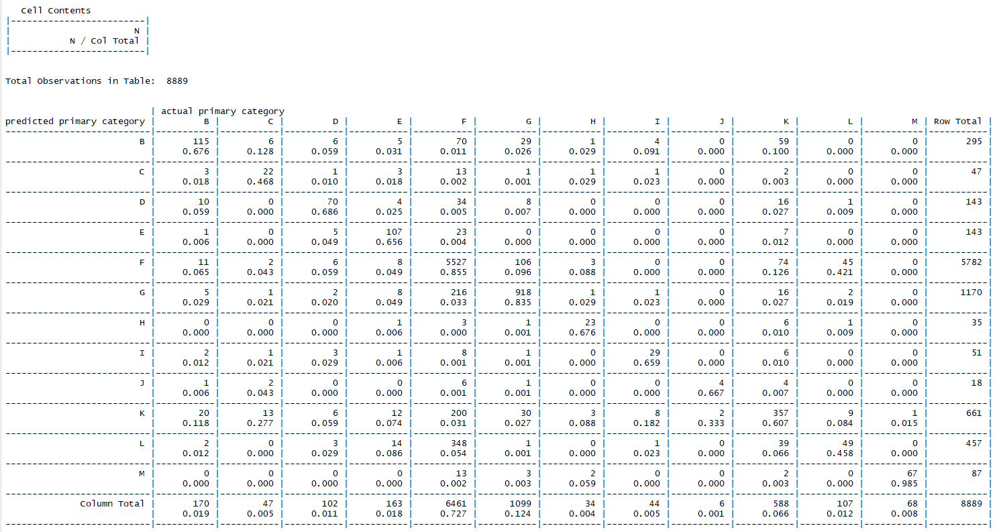 Cell Contents
|-------------------------|
| N |
| N / Col Total |
|-------------------------|
Total Observations in Table: 8889
| actual primary category
predicted primary category | B | C | D | E | F | G | H | I | J | K | L | M | Row Total |
B | 115 | 6 | 6 | 5 | 70 | 29 | 1 | 4 | 0 | 59 | 0 | 0 | 295 |
| 0.676 | 0.128 | 0.059 | 0.031 | 0.011 | 0.026 | 0.029 | 0.091 | 0.000 | 0.100 | 0.000 | 0.000 | |
C | 3 | 22 | 1 | 3 | 13 | 1 | 1 | 1 | 0 | 2 | 0 | 0 | 47 |
| 0.018 | 0.468 | 0.010 | 0.018 | 0.002 | 0.001 | 0.029 | 0.023 | 0.000 | 0.003 | 0.000 | 0.000 | |
D | 10 | 0 | 70 | 4 | 34 | 8 | 0 | 0 | 0 | 16 | 1 | 0 | 143 |
| 0.059 | 0.000 | 0.686 | 0.025 | 0.005 | 0.007 | 0.000 | 0.000 | 0.000 | 0.027 | 0.009 | 0.000 | |
E | 1 | 0 | 5 | 107 | 23 | 0 | 0 | 0 | 0 | 7 | 0 | 0 | 143 |
| 0.006 | 0.000 | 0.049 | 0.656 | 0.004 | 0.000 | 0.000 | 0.000 | 0.000 | 0.012 | 0.000 | 0.000 | |
F | 11 | 2 | 6 | 8 | 5527 | 106 | 3 | 0 | 0 | 74 | 45 | 0 | 5782 |
| 0.065 | 0.043 | 0.059 | 0.049 | 0.855 | 0.096 | 0.088 | 0.000 | 0.000 | 0.126 | 0.421 | 0.000 | |
G | 5 | 1 | 2 | 8 | 216 | 918 | 1 | 1 | 0 | 16 | 2 | 0 | 1170 |
| 0.029 | 0.021 | 0.020 | 0.049 | 0.033 | 0.835 | 0.029 | 0.023 | 0.000 | 0.027 | 0.019 | 0.000 | |
H | 0 | 0 | 0 | 1 | 3 | 1 | 23 | 0 | 0 | 6 | 1 | 0 | 35 |
| 0.000 | 0.000 | 0.000 | 0.006 | 0.000 | 0.001 | 0.676 | 0.000 | 0.000 | 0.010 | 0.009 | 0.000 | |
I | 2 | 1 | 3 | 1 | 8 | 1 | 0 | 29 | 0 | 6 | 0 | 0 | 51 |
| 0.012 | 0.021 | 0.029 | 0.006 | 0.001 | 0.001 | 0.000 | 0.659 | 0.000 | 0.010 | 0.000 | 0.000 | |
J | 1 | 2 | 0 | 0 | 6 | 1 | 0 | 0 | 4 | 4 | 0 | 0 | 18 |
| 0.006 | 0.043 | 0.000 | 0.000 | 0.001 | 0.001 | 0.000 | 0.000 | 0.667 | 0.007 | 0.000 | 0.000 | |
K | 20 | 13 | 6 | 12 | 200 | 30 | 3 | 8 | 2 | 357 | 9 | 1 | 661 |
| 0.118 | 0.277 | 0.059 | 0.074 | 0.031 | 0.027 | 0.088 | 0.182 | 0.333 | 0.607 | 0.084 | 0.015 | |
L | 2 | 0 | 3 | 14 | 348 | 1 | 0 | 1 | 0 | 39 | 49 | 0 | 457 |
| 0.012 | 0.000 | 0.029 | 0.086 | 0.054 | 0.001 | 0.000 | 0.023 | 0.000 | 0.066 | 0.458 | 0.000 | |
M | 0 | 0 | 0 | 0 | 13 | 3 | 2 | 0 | 0 | 2 | 0 | 67 | 87 |
| 0.000 | 0.000 | 0.000 | 0.000 | 0.002 | 0.003 | 0.059 | 0.000 | 0.000 | 0.003 | 0.000 | 0.985 | |
Column Total | 170 | 47 | 102 | 163 | 6461 | 1099 | 34 | 44 | 6 | 588 | 107 | 68 | 8889 |
| 0.019 | 0.005 | 0.011 | 0.018 | 0.727 | 0.124 | 0.004 | 0.005 | 0.001 | 0.066 | 0.012 | 0.008 | |